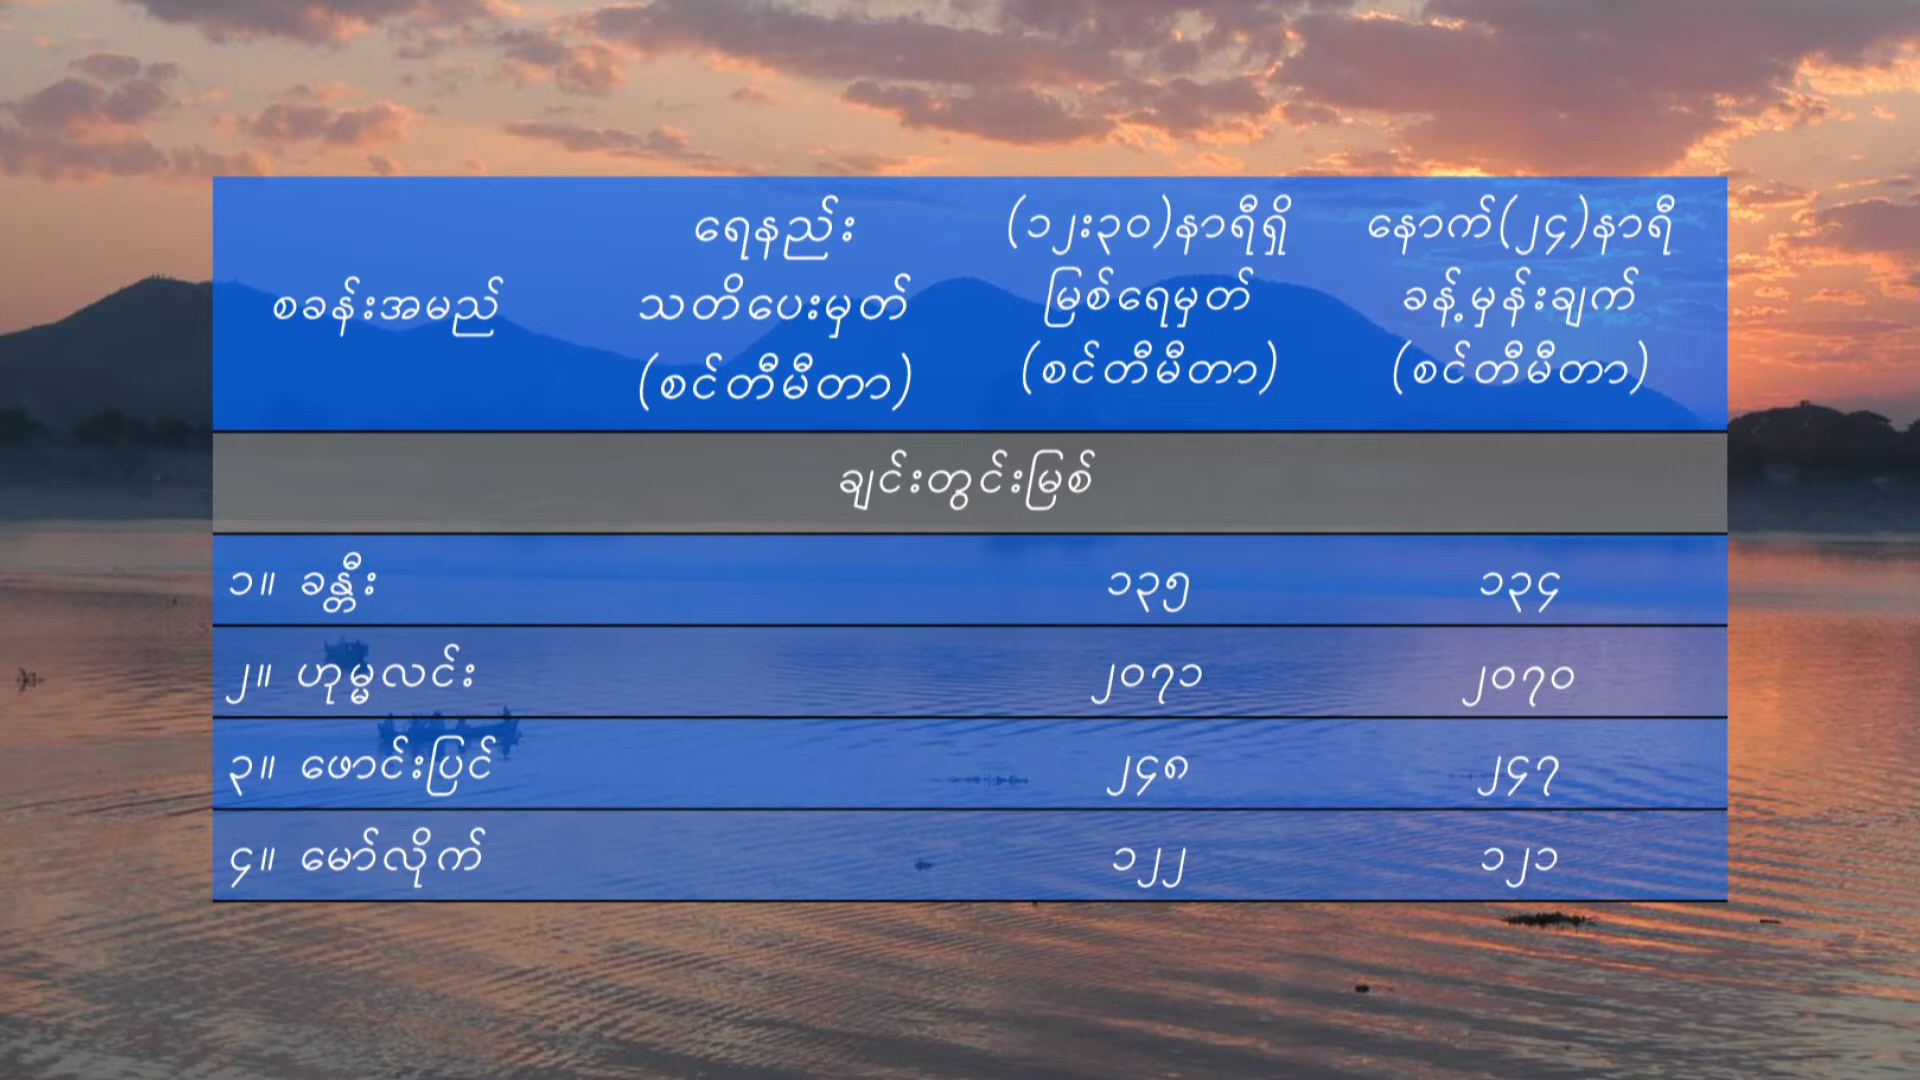 စခန်းအမည်
ရေနည်း
သတိပေးမှတ်
(စင်တီမီတာ)
(၁၂း၃၀)နာရီရှိ
မြစ်ရေမှတ်
(စင်တီမီတာ)
နောက်(၂၄)နာရီ
ခန့်မှန်းချက်
(စင်တီမီတာ)
ချင်းတွင်းမြစ်
၁။ ခန္တီး ၁၃၅ ၁၃၄
၂။ ဟုမ္မလင်း ၂၀၇၁ ၂၀၇၀
၃။ ဖောင်းပြင် ၂၄၈ ၂၄၇
၄။ မော်လိုက် ၁၂၂ ၁၂၁